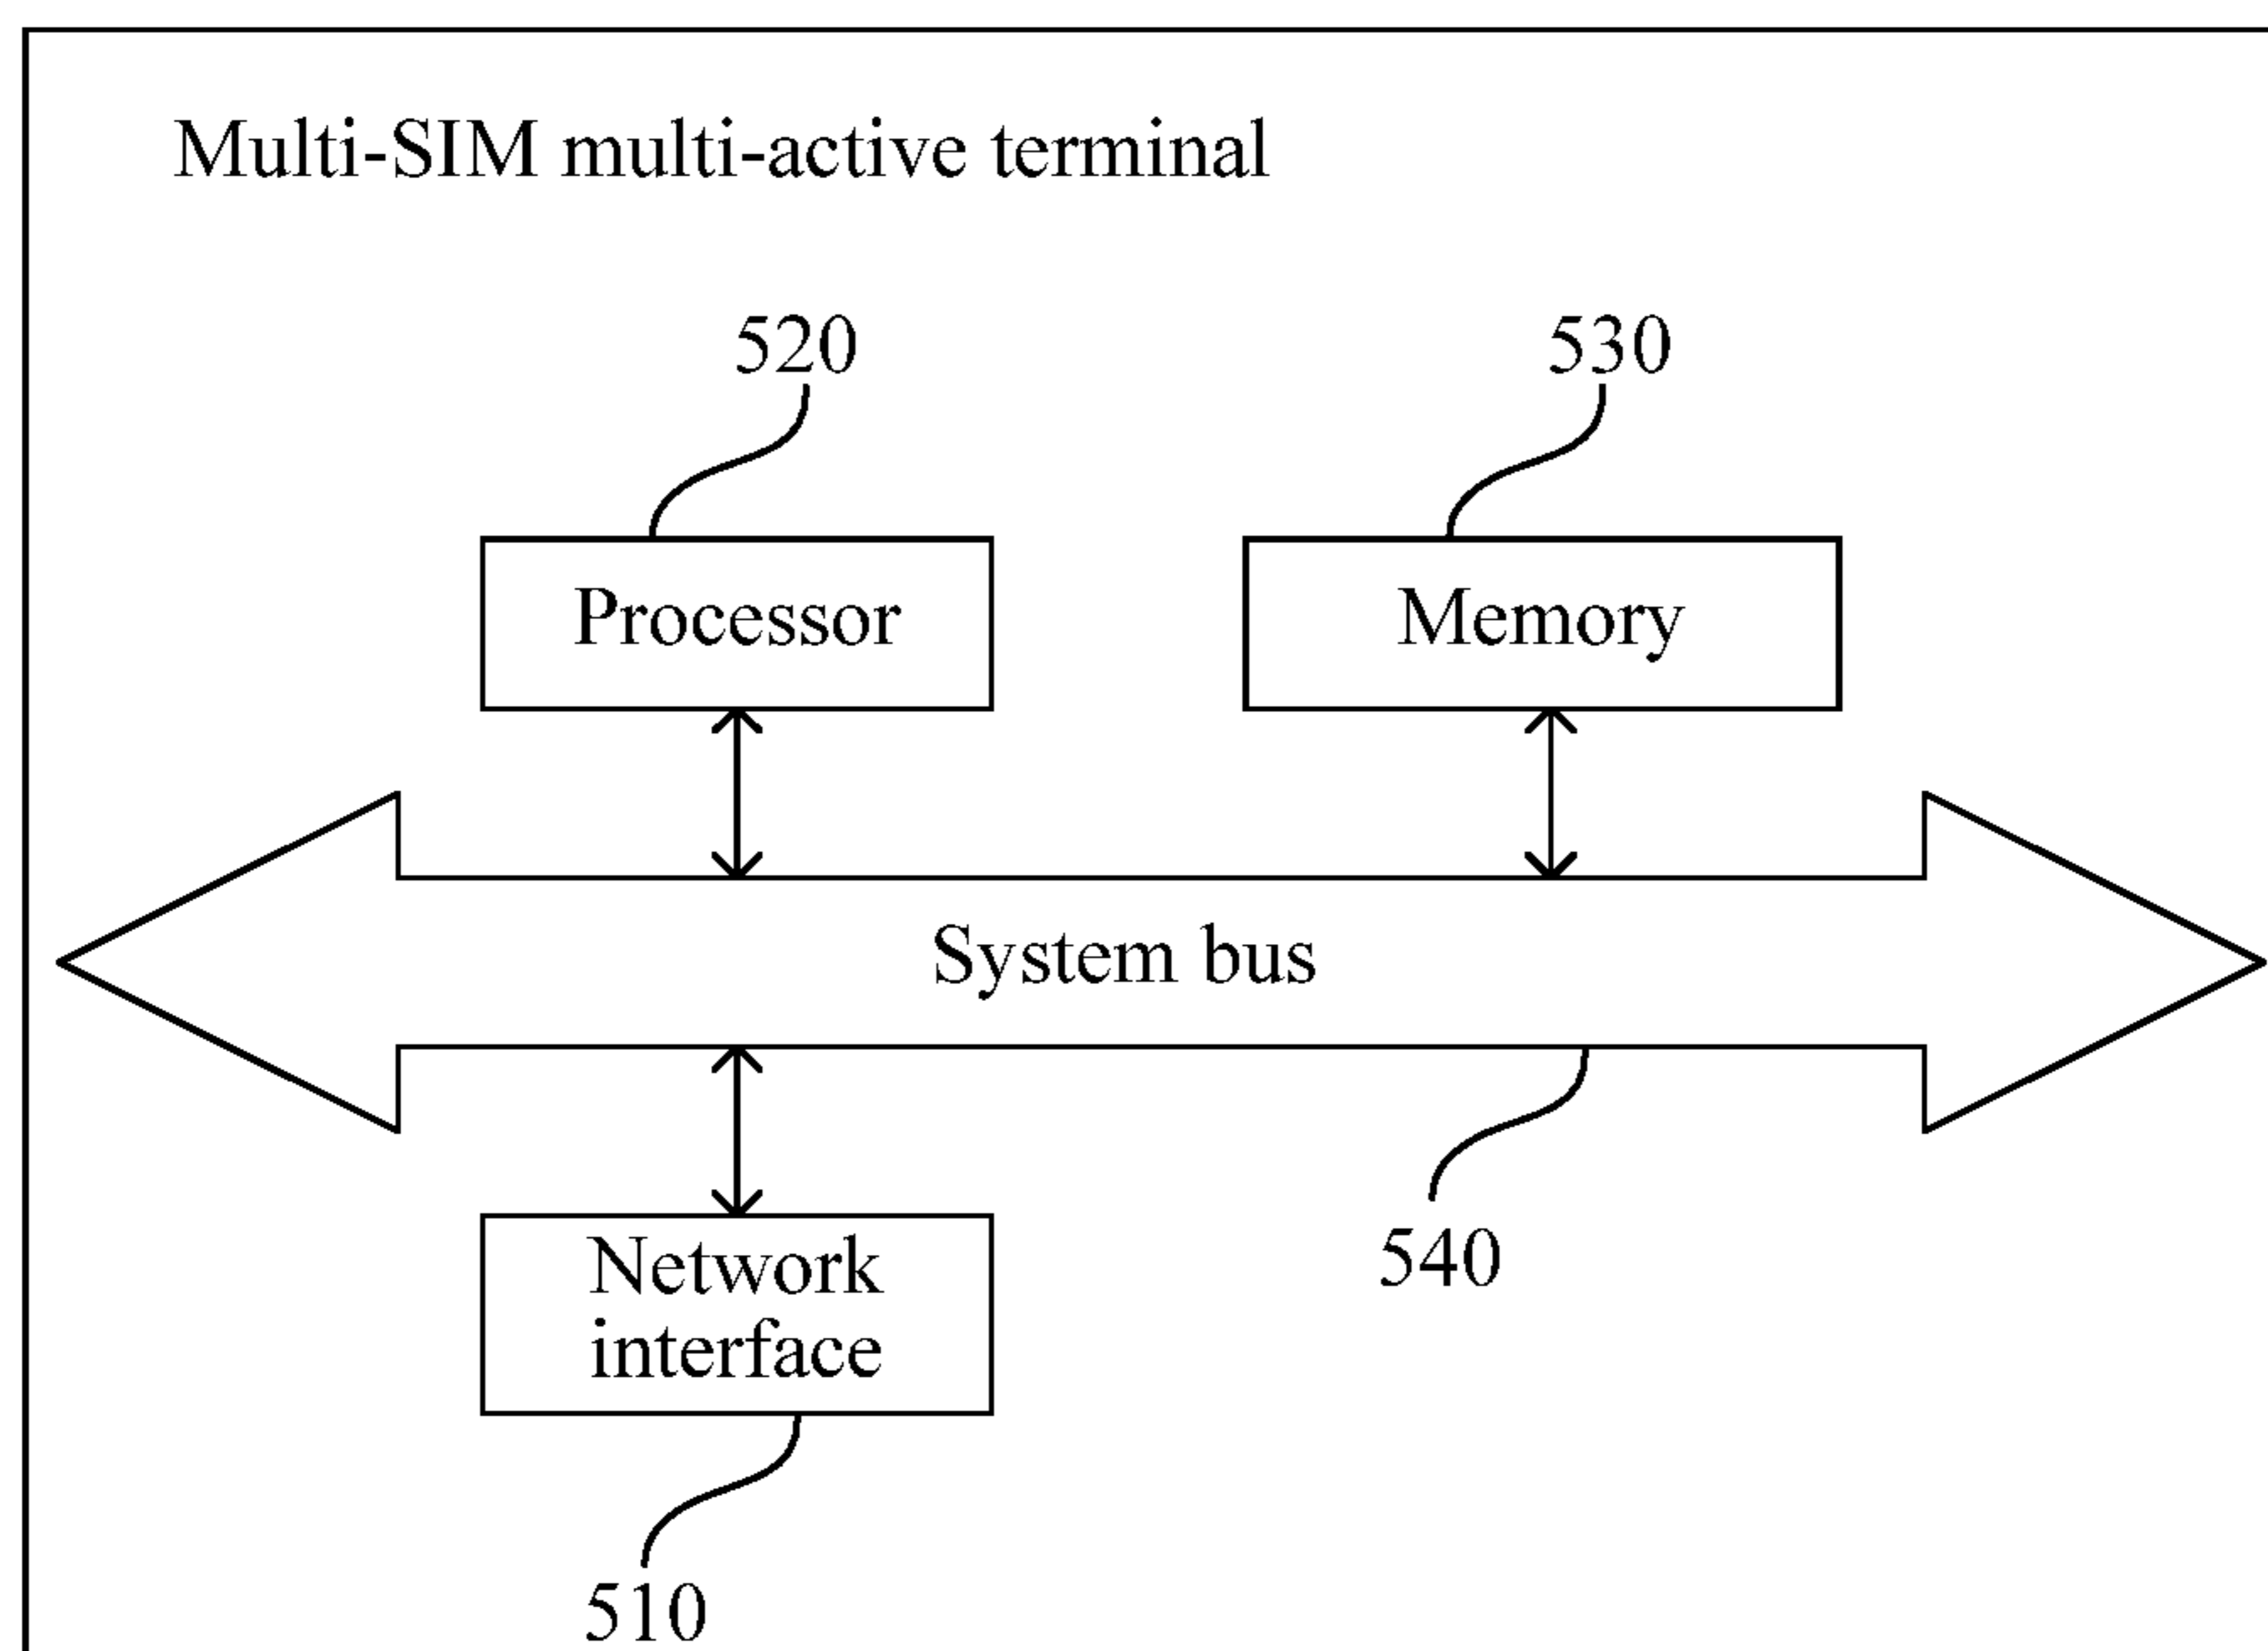 Multi-SIM multi-active terminal
520
530
Processor
Memory
System bus
Network
interface
540
510